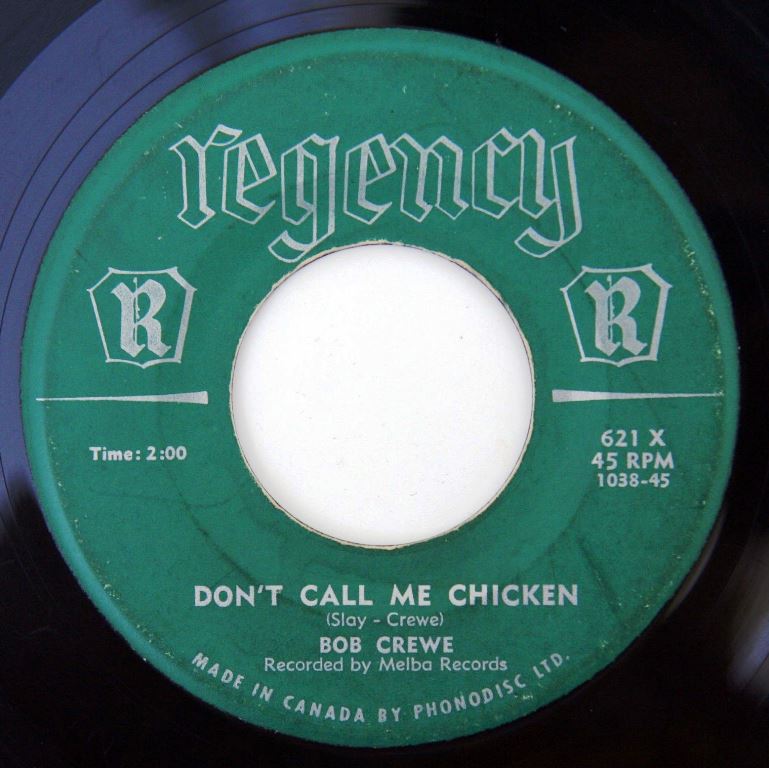 regency
R R
Time: 2:00
621 X
45 RPM
1038-45
DON'T CALL ME CHICKEN
(Slay - Crewe)
BOB CREWE
Recorded by Melba Records
MADE IN CANADA BY PHONODISC LTD.